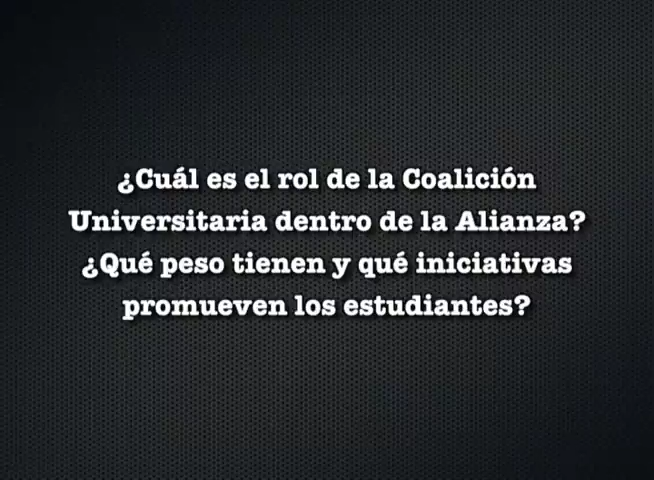 ¿Cuál es el rol de la Coalición
Universitaria dentro de la Alianza?
¿Qué peso tienen y qué iniciativas
promueven los estudiantes?